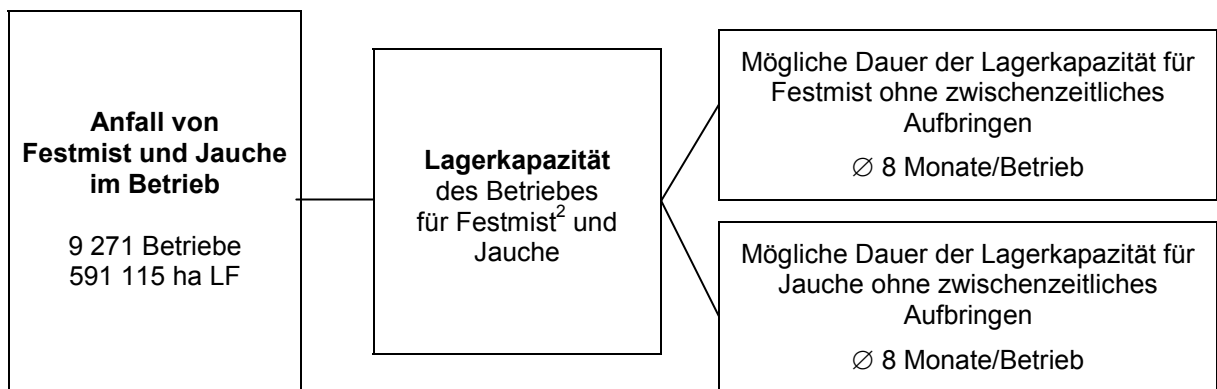 Anfall von
Festmist und Jauche
im Betrieb
9 271 Betriebe
591 115 ha LF
Lagerkapazität
des Betriebes
für Festmist² und
Jauche
Mögliche Dauer der Lagerkapazität für
Festmist ohne zwischenzeitliches
Aufbringen
∅ 8 Monate/Betrieb
Mögliche Dauer der Lagerkapazität für
Jauche ohne zwischenzeitliches
Aufbringen
∅ 8 Monate/Betrieb